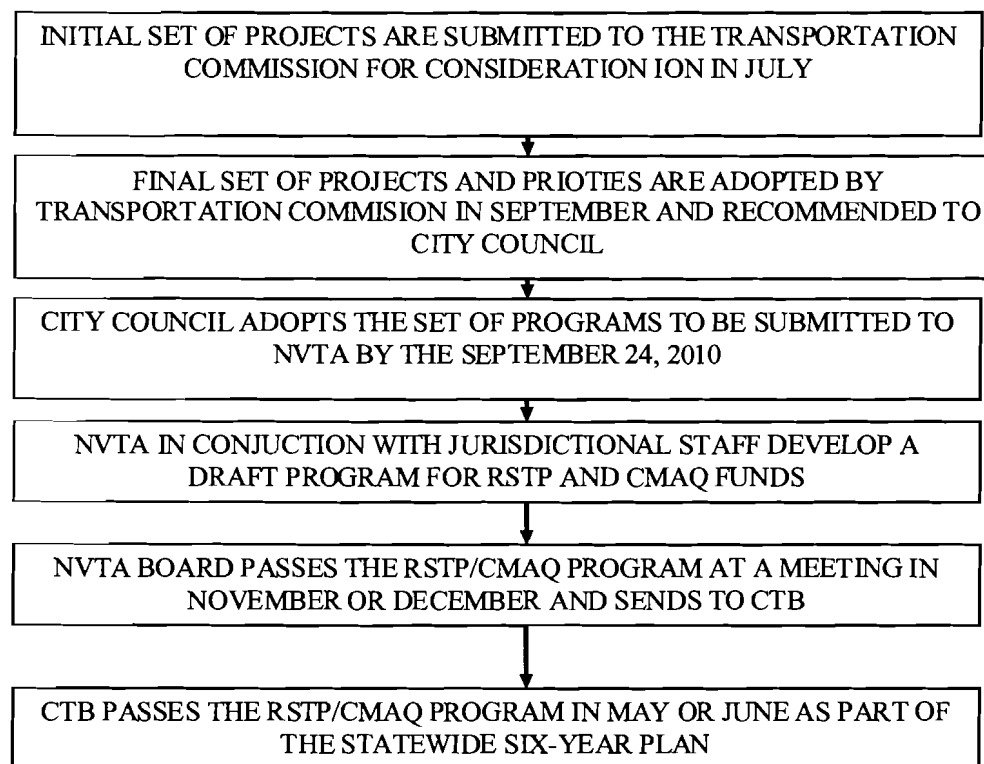 INITIAL SET OF PROJECTS ARE SUBMITTED TO THE TRANSPORTATION
COMMISSION FOR CONSIDERATION ION IN JULY
FINAL SET OF PROJECTS AND PRIOTIES ARE ADOPTED BY
TRANSPORTATION COMMISION IN SEPTEMBER AND RECOMMENDED TO
CITY COUNCIL
CITY COUNCIL ADOPTS THE SET OF PROGRAMS TO BE SUBMITTED TO
NVTA BY THE SEPTEMBER 24, 2010
NVTA IN CONJUCTION WITH JURISDICTIONAL STAFF DEVELOP A
DRAFT PROGRAM FOR RSTP AND CMAQ FUNDS
NVTA BOARD PASSES THE RSTP/CMAQ PROGRAM AT A MEETING IN
NOVEMBER OR DECEMBER AND SENDS TO CTB
CTB PASSES THE RSTP/CMAQ PROGRAM IN MAY OR JUNE AS PART OF
THE STATEWIDE SIX-YEAR PLAN